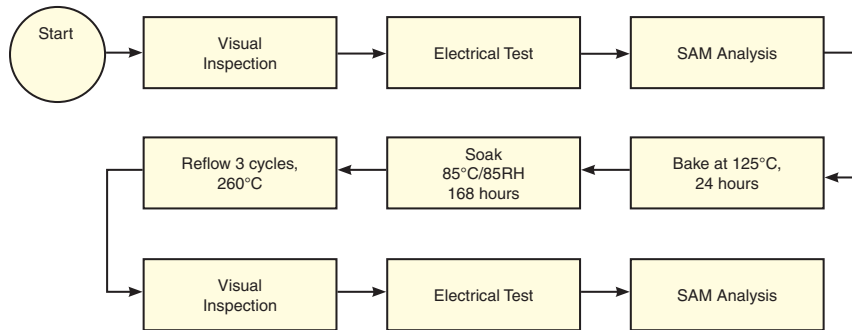 Start
Visual
Inspection
Electrical Test
SAM Analysis
Bake at 125°C,
24 hours
Soak
85°C/85RH
168 hours
Reflow 3 cycles,
260°C
Visual
Inspection
Electrical Test
SAM Analysis